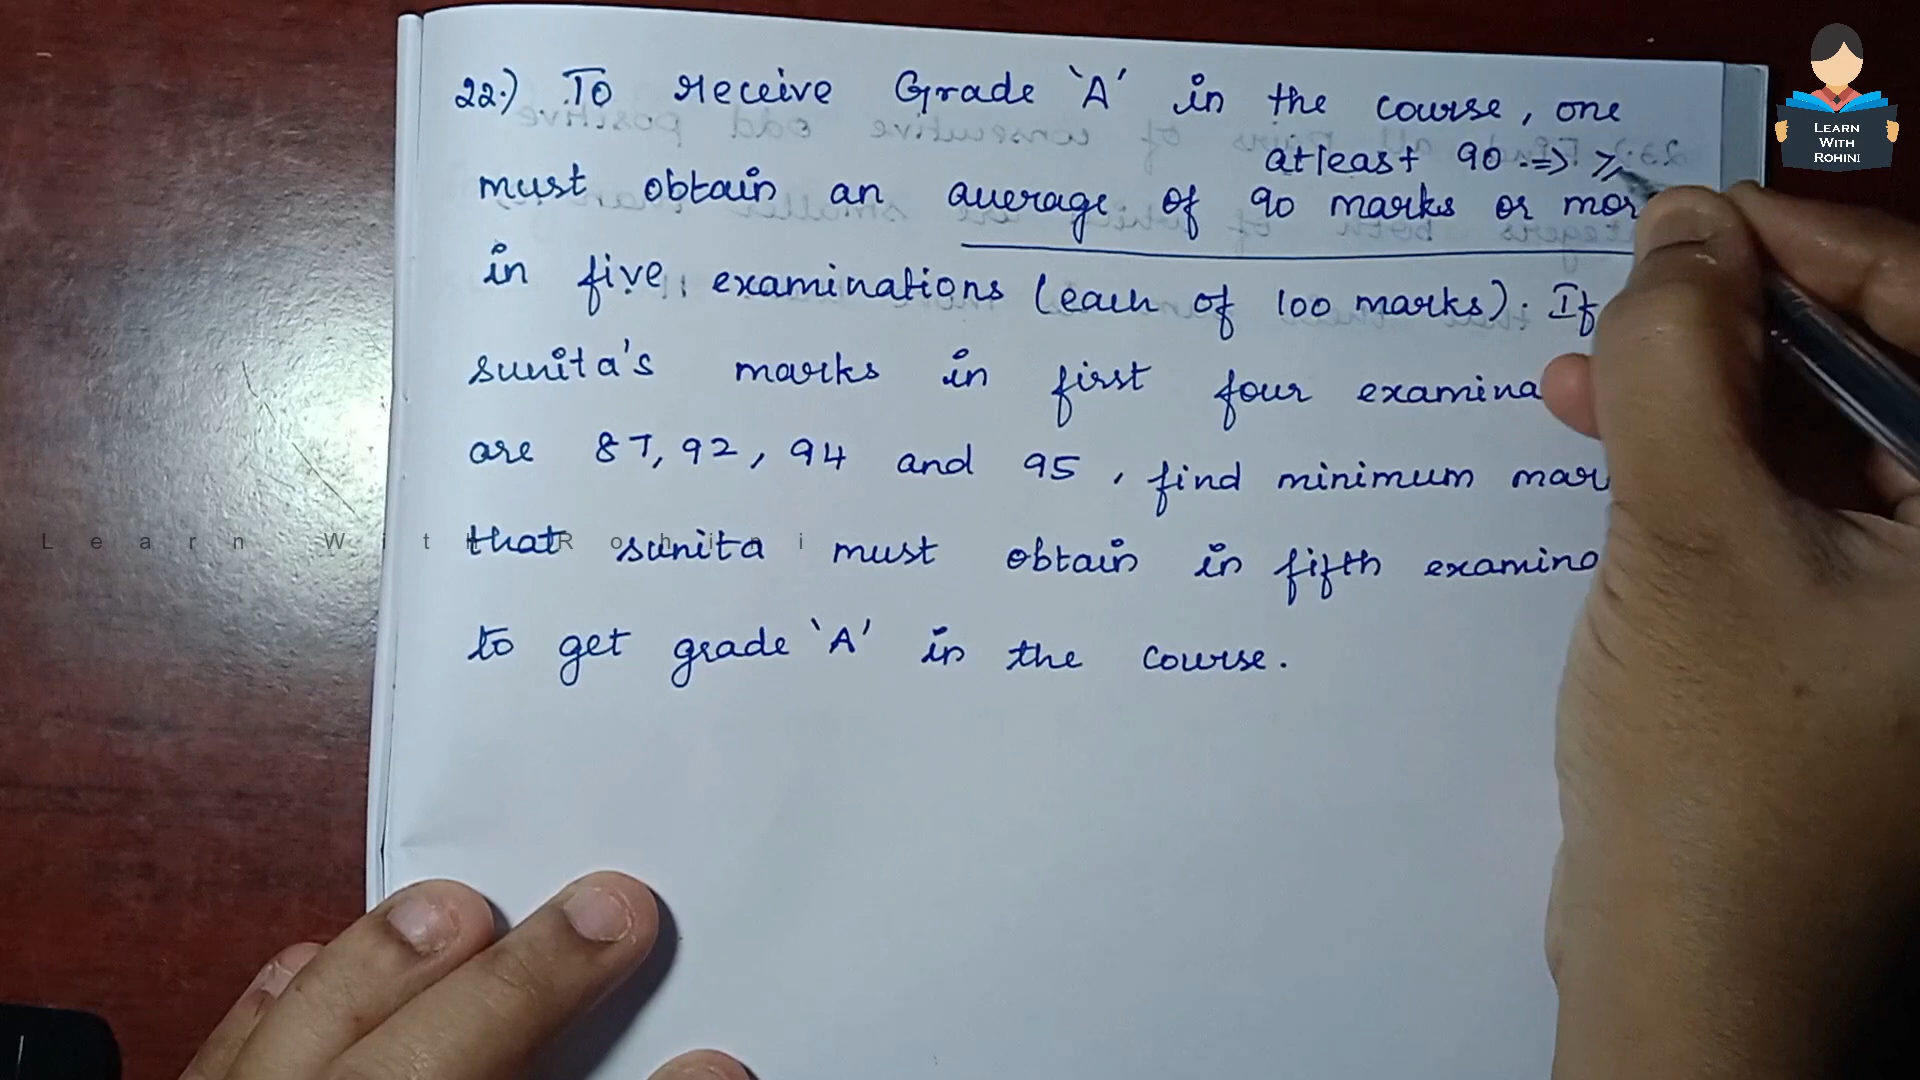 22.) To receive Grade 'A' in the course, one
atleast 90 => ≥
must obtain an average of 90 marks or mor
in five examinations (each of 100 marks). If
sunita's marks in first four examina
are 87, 92, 94 and 95, find minimum mar
that sunita must obtain in fifth examina
to get grade 'A' in the course.
Learn With Rohini
LEARN
WITH
ROHINI